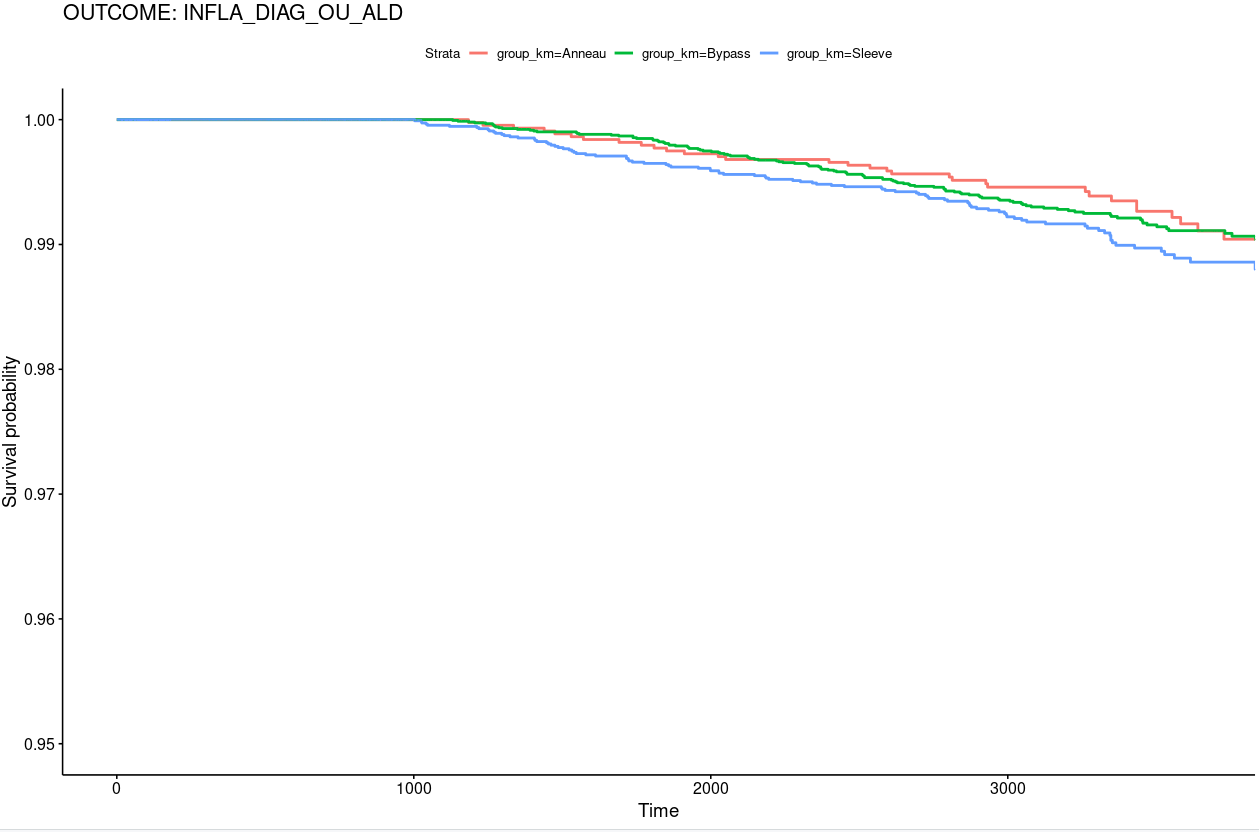 OUTCOME: INFLA_DIAG_OU_ALD
Strata group_km=Anneau group_km=Bypass group_km=Sleeve
Survival probability
1.00
0.99
0.98
0.97
0.96
0.95
0 1000 2000 3000
Time